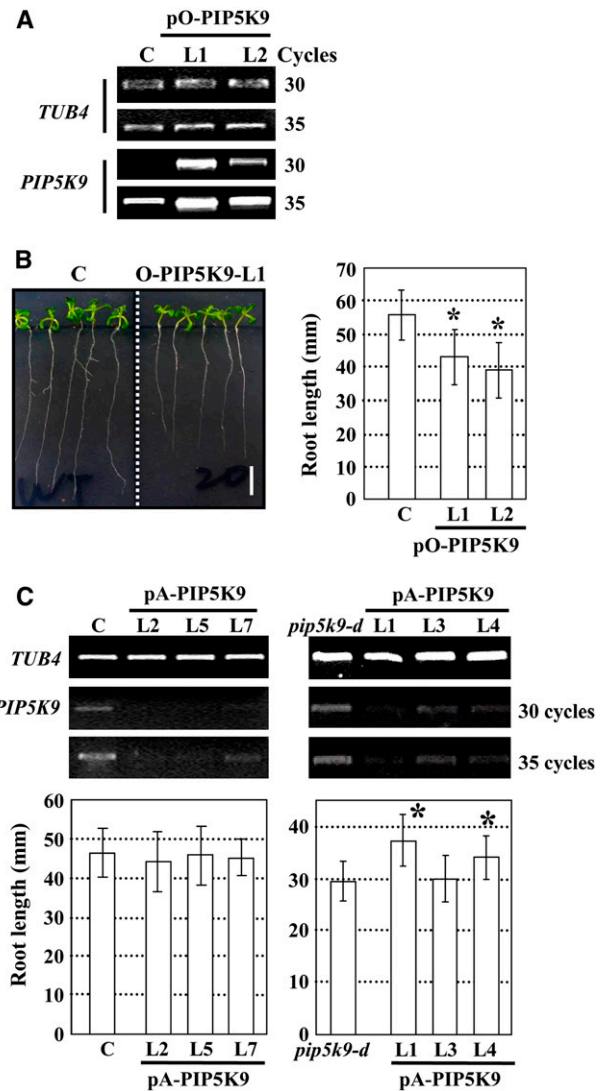 A
pO-PIP5K9
C L1 L2 Cycles
TUB4
30
35
PIP5K9
30
35
B
C O-PIP5K9-L1
WT 20
Root length (mm)
70
60
50
40
30
20
10
0
*
*
C L1 L2
pO-PIP5K9
C
pA-PIP5K9
C L2 L5 L7
TUB4
PIP5K9
pA-PIP5K9
pip5k9-d L1 L3 L4
30 cycles
35 cycles
Root length (mm)
60
50
40
30
20
10
0
C L2 L5 L7
pA-PIP5K9
40
30
20
10
0
*
*
pip5k9-d L1 L3 L4
pA-PIP5K9